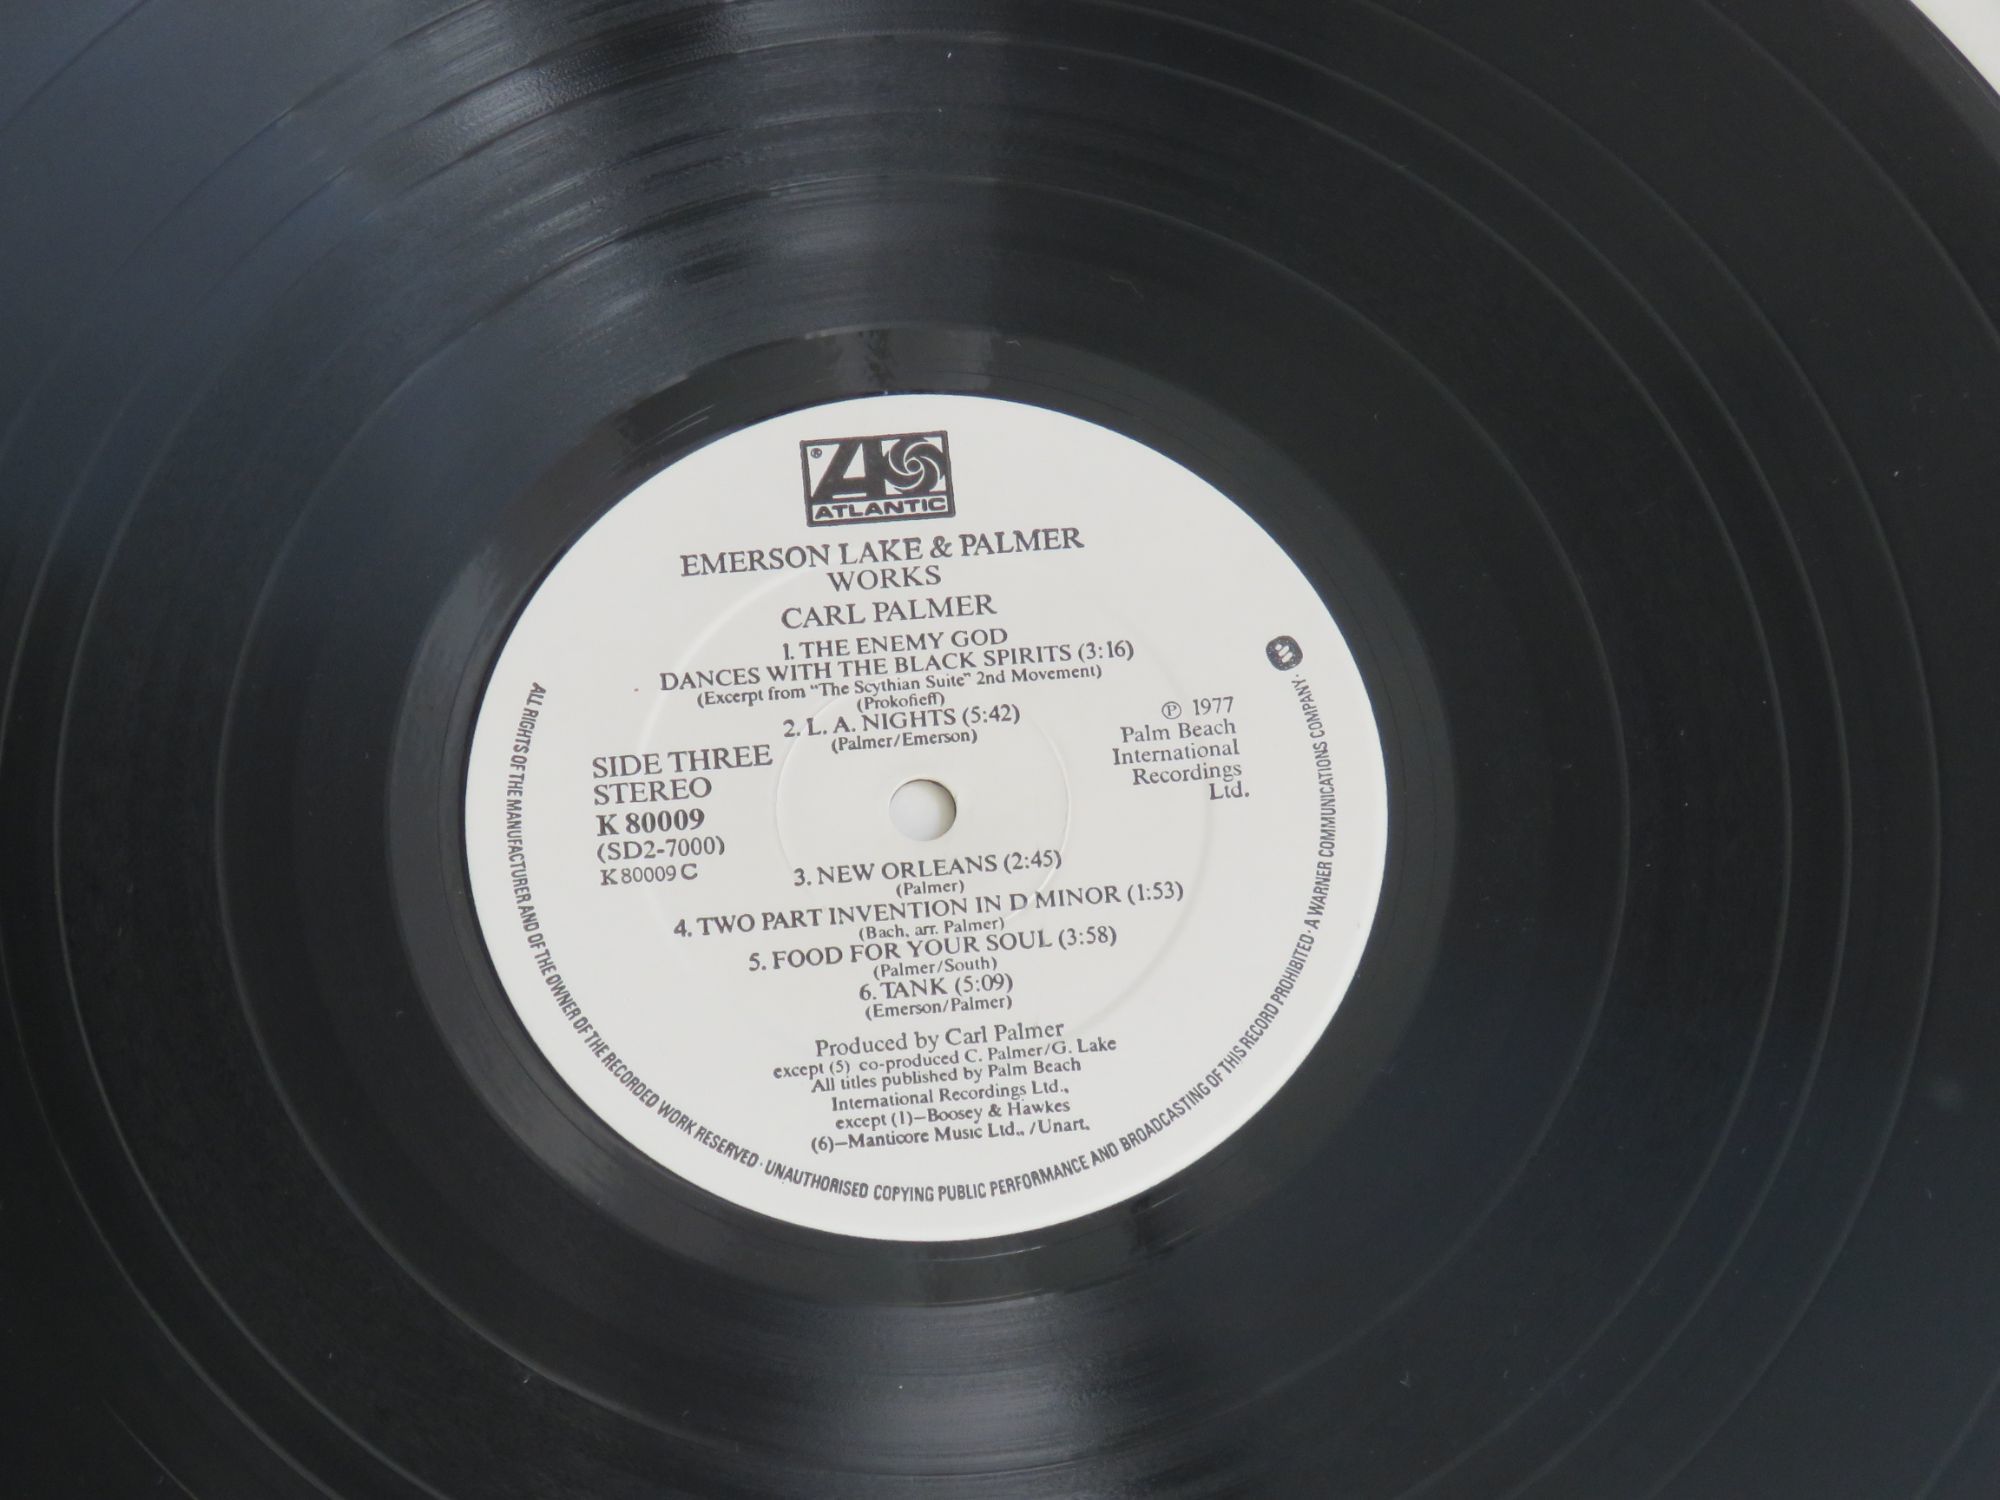 ®
ATLANTIC
EMERSON LAKE & PALMER
WORKS
CARL PALMER
1. THE ENEMY GOD
DANCES WITH THE BLACK SPIRITS (3:16)
(Excerpt from "The Scythian Suite" 2nd Movement)
(Prokofieff)
2. L. A. NIGHTS (5:42)
(Palmer/Emerson)
SIDE THREE
STEREO
K 80009
(SD2-7000)
K 80009 C
℗ 1977
Palm Beach
International
Recordings
Ltd.
3. NEW ORLEANS (2:45)
(Palmer)
4. TWO PART INVENTION IN D MINOR (1:53)
(Bach, arr. Palmer)
5. FOOD FOR YOUR SOUL (3:58)
(Palmer/South)
6. TANK (5:09)
(Emerson/Palmer)
Produced by Carl Palmer
except (5) co-produced C. Palmer/G. Lake
All titles published by Palm Beach
International Recordings Ltd.,
except (1)–Boosey & Hawkes
(6)–Manticore Music Ltd., /Unart.
ALL RIGHTS OF THE MANUFACTURER AND OF THE OWNER OF THE RECORDED WORK RESERVED · UNAUTHORISED COPYING PUBLIC PERFORMANCE AND BROADCASTING OF THIS RECORD PROHIBITED · A WARNER COMMUNICATIONS COMPANY ·